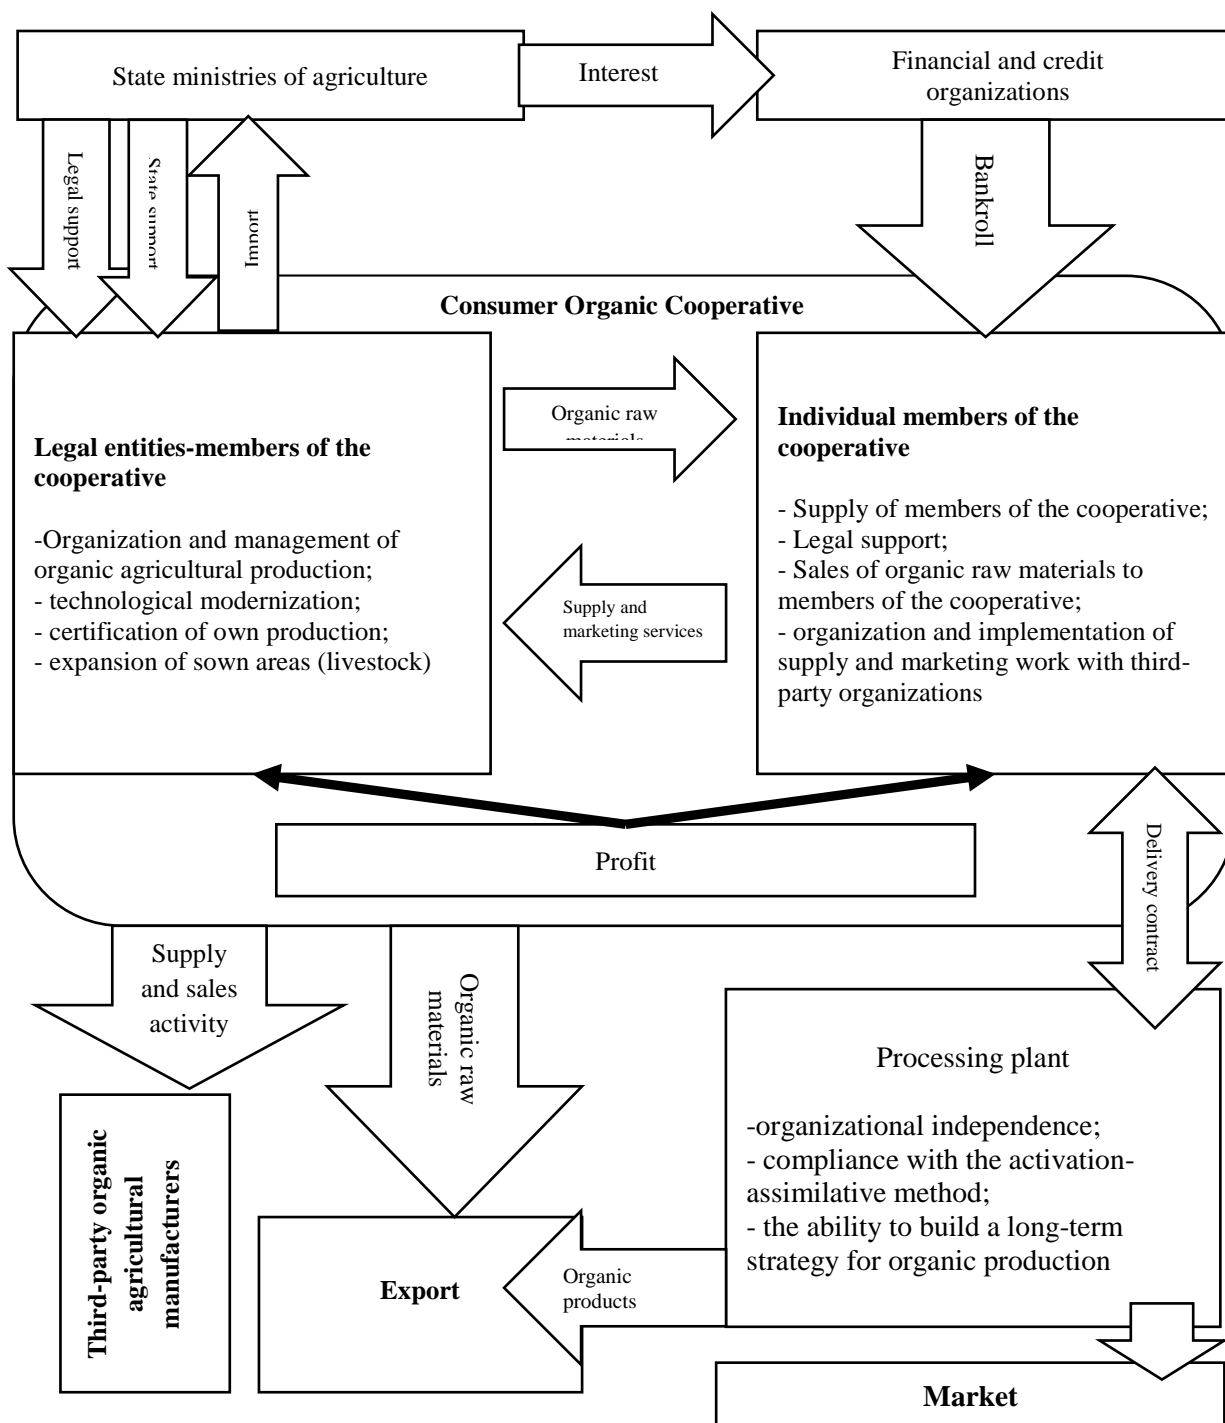 State ministries of agriculture
Interest
Financial and credit
organizations
Legal support
State support
Import
Bankroll
Consumer Organic Cooperative
Legal entities-members of the
cooperative
-Organization and management of
organic agricultural production;
- technological modernization;
- certification of own production;
- expansion of sown areas (livestock)
Organic raw
materials
Supply and
marketing services
Individual members of the
cooperative
- Supply of members of the cooperative;
- Legal support;
- Sales of organic raw materials to
members of the cooperative;
- organization and implementation of
supply and marketing work with third-
party organizations
Profit
Delivery contract
Supply
and sales
activity
Organic raw
materials
Third-party organic
agricultural
manufacturers
Export
Organic
products
Processing plant
-organizational independence;
- compliance with the activation-
assimilative method;
- the ability to build a long-term
strategy for organic production
Market